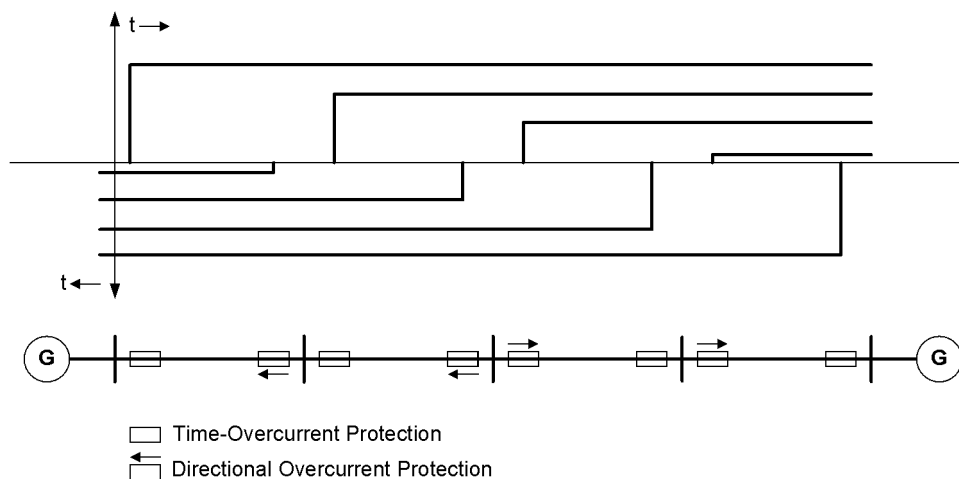 t
t
G
G
Time-Overcurrent Protection
Directional Overcurrent Protection